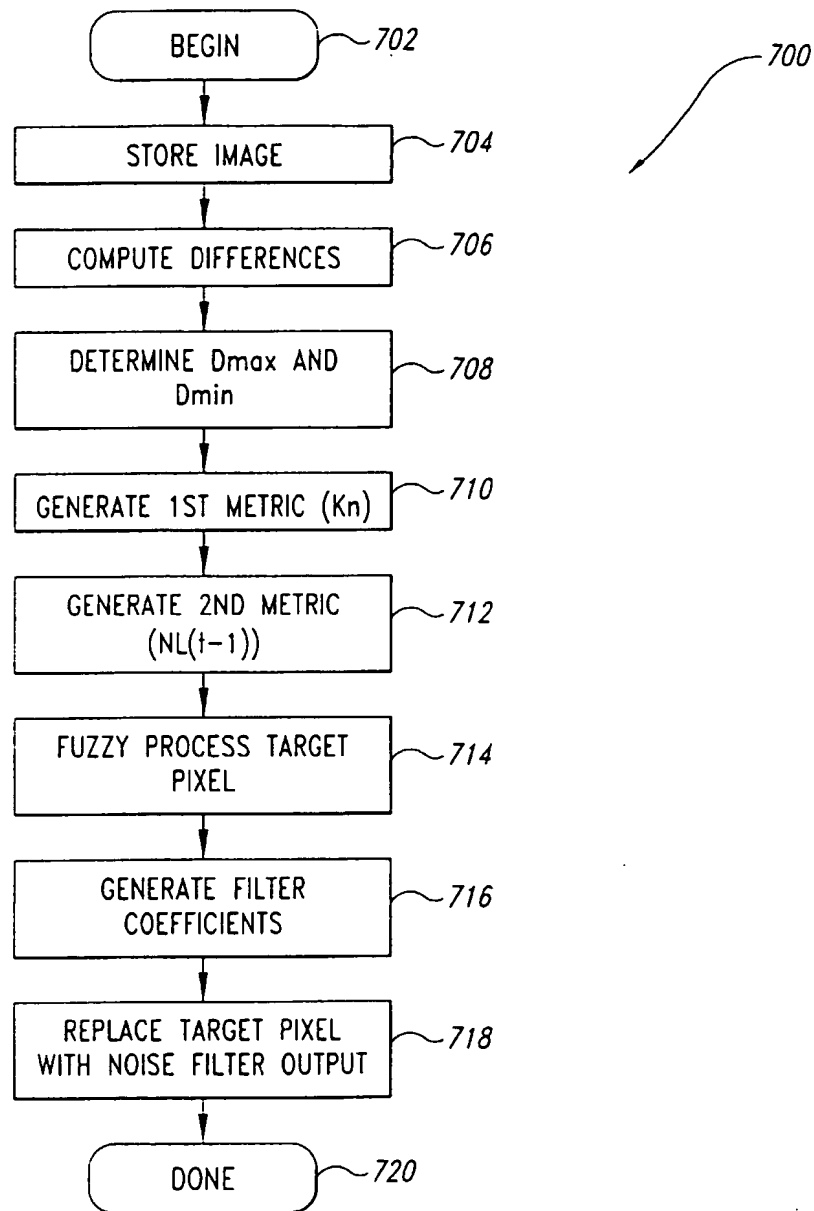 BEGIN
702
700
STORE IMAGE
704
COMPUTE DIFFERENCES
706
DETERMINE Dmax AND
Dmin
708
GENERATE 1ST METRIC (Kn)
710
GENERATE 2ND METRIC
(NL(t-1))
712
FUZZY PROCESS TARGET
PIXEL
714
GENERATE FILTER
COEFFICIENTS
716
REPLACE TARGET PIXEL
WITH NOISE FILTER OUTPUT
718
DONE
720